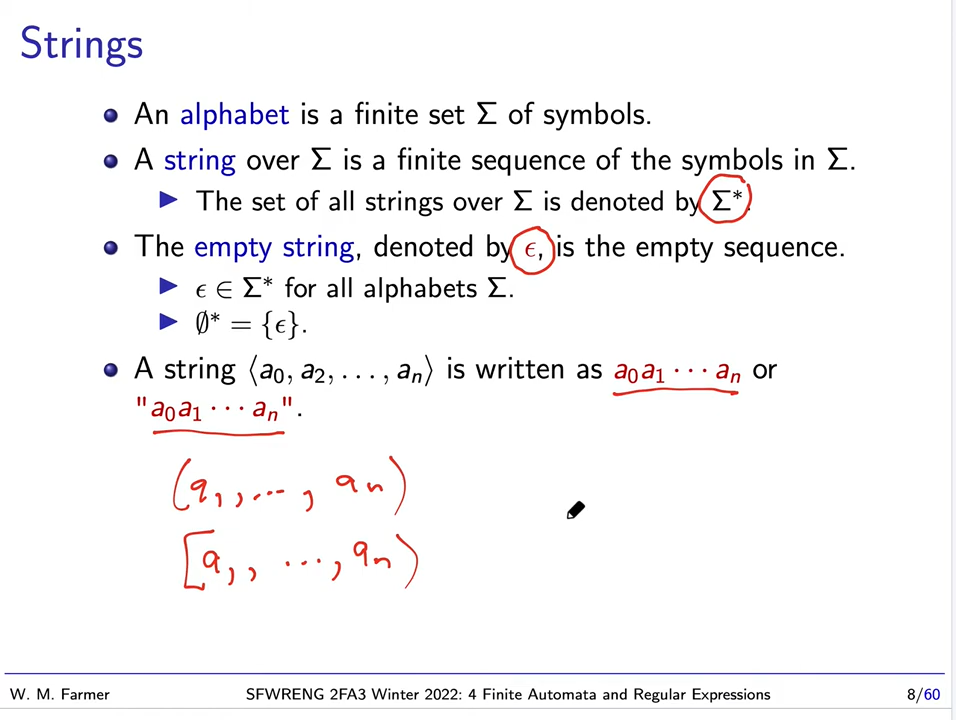 Strings
An alphabet is a finite set Σ of symbols.
A string over Σ is a finite sequence of the symbols in Σ.
The set of all strings over Σ is denoted by Σ*.
The empty string, denoted by ϵ, is the empty sequence.
ϵ ∈ Σ* for all alphabets Σ.
∅* = {ϵ}.
A string ⟨a₀, a₂, . . . , aₙ⟩ is written as a₀a₁ · · · aₙ or
"a₀a₁ · · · aₙ".
(a₁, , ... , aₙ)
[a₁, , ... , aₙ)
W. M. Farmer SFWRENG 2FA3 Winter 2022: 4 Finite Automata and Regular Expressions 8/60